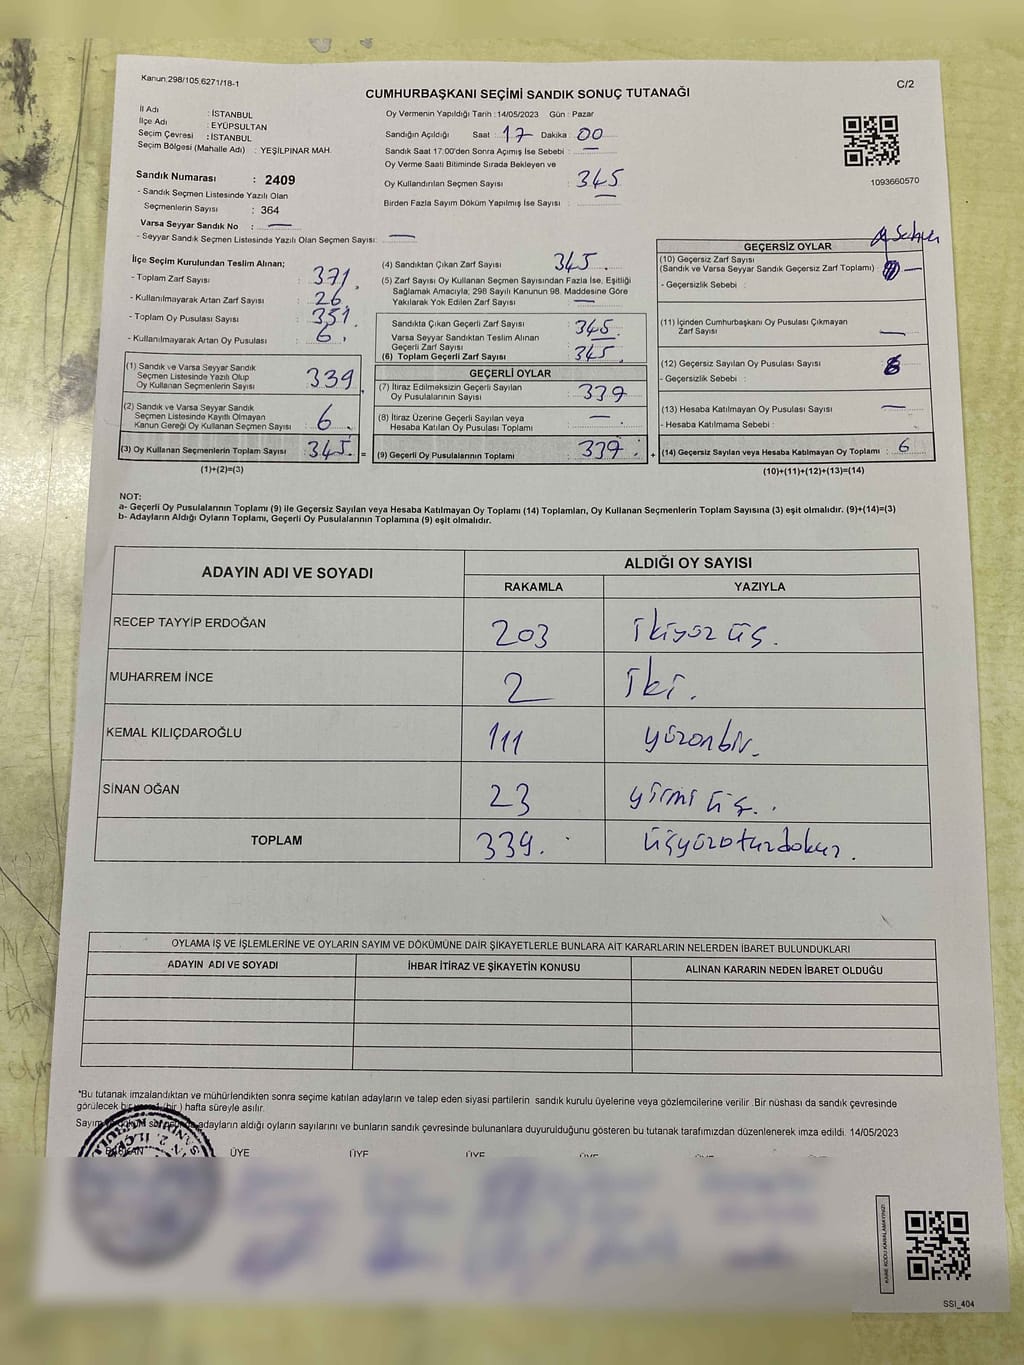 Kanun:298/105,6271/18-1
C/2
CUMHURBAŞKANI SEÇİMİ SANDIK SONUÇ TUTANAĞI
İl Adı : İSTANBUL
İlçe Adı : EYÜPSULTAN
Seçim Çevresi : İSTANBUL
Seçim Bölgesi (Mahalle Adı) : YEŞİLPINAR MAH.
Sandık Numarası : 2409
- Sandık Seçmen Listesinde Yazılı Olan
Seçmenlerin Sayısı : 364
Varsa Seyyar Sandık No : —
- Seyyar Sandık Seçmen Listesinde Yazılı Olan Seçmen Sayısı: —
Oy Vermenin Yapıldığı Tarih :14/05/2023 Gün : Pazar
Sandığın Açıldığı Saat : 17 Dakika : 00
Sandık Saat 17:00'den Sonra Açımış İse Sebebi : —
Oy Verme Saati Bitiminde Sırada Bekleyen ve
Oy Kullandırılan Seçmen Sayısı : 345
Birden Fazla Sayım Döküm Yapılmış İse Sayısı : —
1093660570
İlçe Seçim Kurulundan Teslim Alınan;
- Toplam Zarf Sayısı : 371.
- Kullanılmayarak Artan Zarf Sayısı : 26.
- Toplam Oy Pusulası Sayısı : 351.
- Kullanılmayarak Artan Oy Pusulası : 6.
(1) Sandık ve Varsa Seyyar Sandık
Seçmen Listesinde Yazılı Olup
Oy Kullanan Seçmenlerin Sayısı : 339
(2) Sandık ve Varsa Seyyar Sandık
Seçmen Listesinde Kayıtlı Olmayan
Kanun Gereği Oy Kullanan Seçmen Sayısı : 6.
(3) Oy Kullanan Seçmenlerin Toplam Sayısı : 345. =
(1)+(2)=(3)
(4) Sandıktan Çıkan Zarf Sayısı : 345.
(5) Zarf Sayısı Oy Kullanan Seçmen Sayısından Fazla İse, Eşitliği
Sağlamak Amacıyla; 298 Sayılı Kanunun 98. Maddesine Göre
Yakılarak Yok Edilen Zarf Sayısı : —
Sandıkta Çıkan Geçerli Zarf Sayısı : 345
Varsa Seyyar Sandıktan Teslim Alınan
Geçerli Zarf Sayısı : —
(6) Toplam Geçerli Zarf Sayısı : 345.
GEÇERLİ OYLAR
(7) İtiraz Edilmeksizin Geçerli Sayılan
Oy Pusulalarının Sayısı : 339
(8) İtiraz Üzerine Geçerli Sayılan veya
Hesaba Katılan Oy Pusulası Toplamı : —
(9) Geçerli Oy Pusulalarının Toplamı : 339. +
GEÇERSİZ OYLAR
(10) Geçersiz Zarf Sayısı
(Sandık ve Varsa Seyyar Sandık Geçersiz Zarf Toplamı) : —
- Geçersizlik Sebebi :
(11) İçinden Cumhurbaşkanı Oy Pusulası Çıkmayan
Zarf Sayısı : —
(12) Geçersiz Sayılan Oy Pusulası Sayısı : 6
- Geçersizlik Sebebi :
(13) Hesaba Katılmayan Oy Pusulası Sayısı : —
- Hesaba Katılmama Sebebi :
(14) Geçersiz Sayılan veya Hesaba Katılmayan Oy Toplamı : 6
(10)+(11)+(12)+(13)=(14)
NOT:
a- Geçerli Oy Pusulalarının Toplamı (9) ile Geçersiz Sayılan veya Hesaba Katılmayan Oy Toplamı (14) Toplamları, Oy Kullanan Seçmenlerin Toplam Sayısına (3) eşit olmalıdır. (9)+(14)=(3)
b- Adayların Aldığı Oyların Toplamı, Geçerli Oy Pusulalarının Toplamına (9) eşit olmalıdır.
ADAYIN ADI VE SOYADI ALDIĞI OY SAYISI
RAKAMLA YAZIYLA
RECEP TAYYİP ERDOĞAN 203 ikiyüz üç.
MUHARREM İNCE 2 iki.
KEMAL KILIÇDAROĞLU 111 yüzonbir.
SİNAN OĞAN 23 yirmi üç.
TOPLAM 339. üçyüzotuzdokuz.
OYLAMA İŞ VE İŞLEMLERİNE VE OYLARIN SAYIM VE DÖKÜMÜNE DAİR ŞİKAYETLERLE BUNLARA AİT KARARLARIN NELERDEN İBARET BULUNDUKLARI
ADAYIN ADI VE SOYADI İHBAR İTİRAZ VE ŞİKAYETİN KONUSU ALINAN KARARIN NEDEN İBARET OLDUĞU
*Bu tutanak imzalandıktan ve mühürlendikten sonra seçime katılan adayların ve talep eden siyasi partilerin sandık kurulu üyelerine veya gözlemcilerine verilir .Bir nüshası da sandık çevresinde
görülecek bir hafta süreyle asılır.
adayların aldığı oyların sayılarını ve bunların sandık çevresinde bulunanlara duyurulduğunu gösteren bu tutanak tarafımızdan düzenlenerek imza edildi. 14/05/2023
ÜYE ÜYE ÜYE
KARE KODU KARALAMAYINIZ!
SSI_404